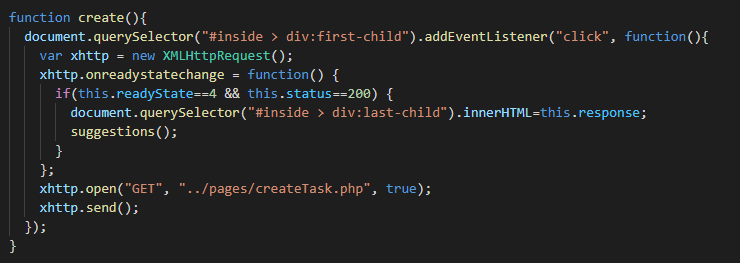 function create(){
  document.querySelector("#inside > div:first-child").addEventListener("click", function(){
    var xhttp = new XMLHttpRequest();
    xhttp.onreadystatechange = function() {
      if(this.readyState==4 && this.status==200) {
        document.querySelector("#inside > div:last-child").innerHTML=this.response;
        suggestions();
      }
    };
    xhttp.open("GET", "../pages/createTask.php", true);
    xhttp.send();
  });
}